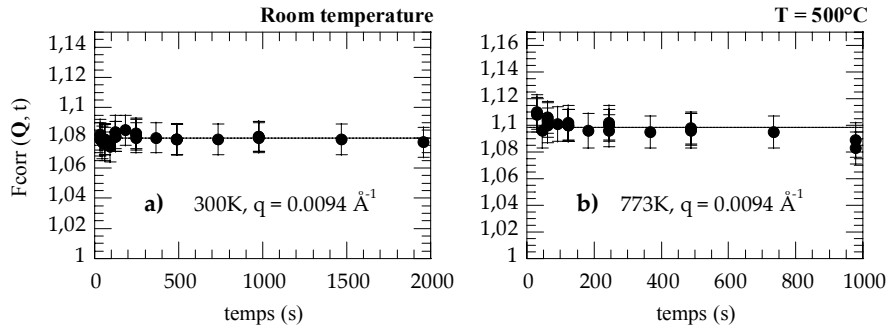 Room temperature
T = 500°C
Fcorr (Q, t)
1,14
1,12
1,1
1,08
1,06
1,04
1,02
1
a) 300K, q = 0.0094 Å-1
0 500 1000 1500 2000
temps (s)
1,16
1,14
1,12
1,1
1,08
1,06
1,04
1,02
1
b) 773K, q = 0.0094 Å-1
0 200 400 600 800 1000
temps (s)